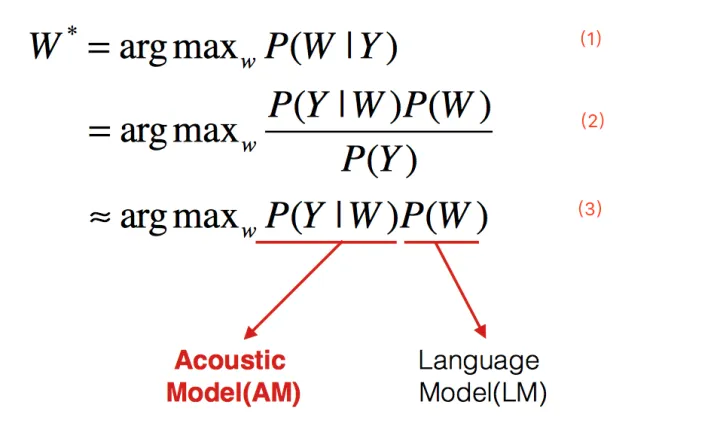 W* = arg max_w P(W | Y) (1)
= arg max_w P(Y | W)P(W) / P(Y) (2)
≈ arg max_w P(Y | W)P(W) (3)
Acoustic Language
Model(AM) Model(LM)